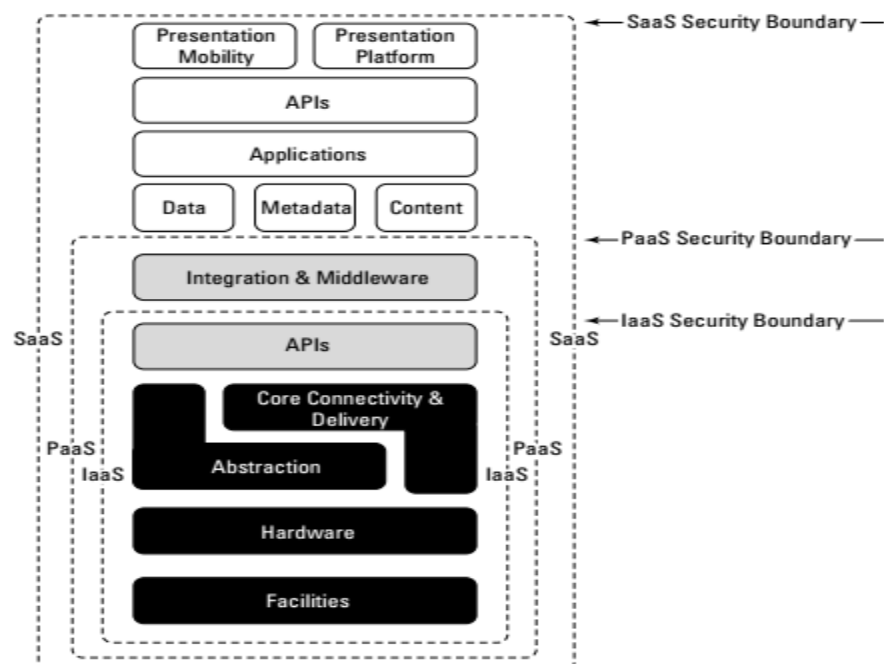 SaaS Security Boundary
Presentation
Mobility
Presentation
Platform
APIs
Applications
Data
Metadata
Content
PaaS Security Boundary
Integration & Middleware
IaaS Security Boundary
SaaS
SaaS
APIs
Core Connectivity &
Delivery
PaaS
PaaS
Abstraction
IaaS
IaaS
Hardware
Facilities